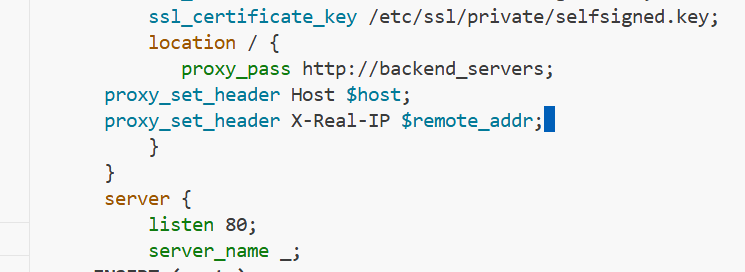 ssl_certificate_key /etc/ssl/private/selfsigned.key;
location / {
proxy_pass http://backend_servers;
proxy_set_header Host $host;
proxy_set_header X-Real-IP $remote_addr;
}
}
server {
listen 80;
server_name _;